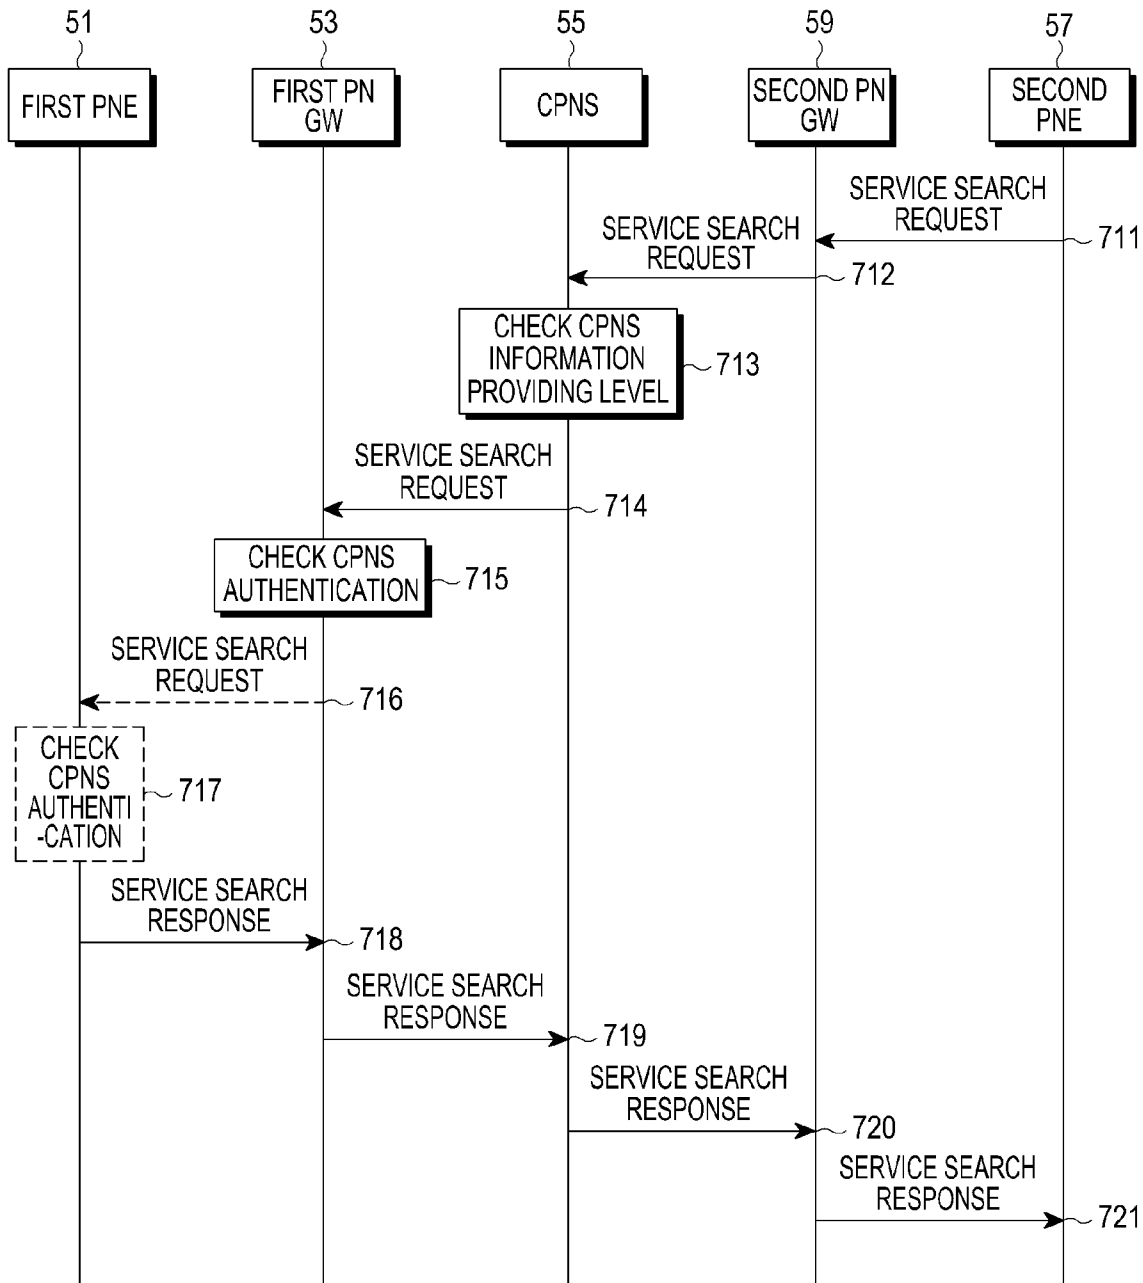 51
53
55
59
57
FIRST PNE
FIRST PN
GW
CPNS
SECOND PN
GW
SECOND
PNE
SERVICE SEARCH
REQUEST
711
SERVICE SEARCH
REQUEST
712
CHECK CPNS
INFORMATION
PROVIDING LEVEL
713
SERVICE SEARCH
REQUEST
714
CHECK CPNS
AUTHENTICATION
715
SERVICE SEARCH
REQUEST
716
CHECK
CPNS
AUTHENTI
-CATION
717
SERVICE SEARCH
RESPONSE
718
SERVICE SEARCH
RESPONSE
719
SERVICE SEARCH
RESPONSE
720
SERVICE SEARCH
RESPONSE
721